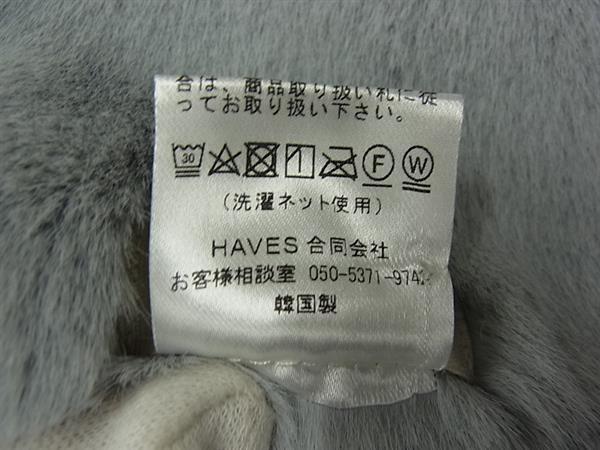 合は、商品取り扱い札に従
ってお取り扱い下さい。
30 F W
(洗濯ネット使用)
HAVES 合同会社
お客様相談室 050-5371-974
韓国製